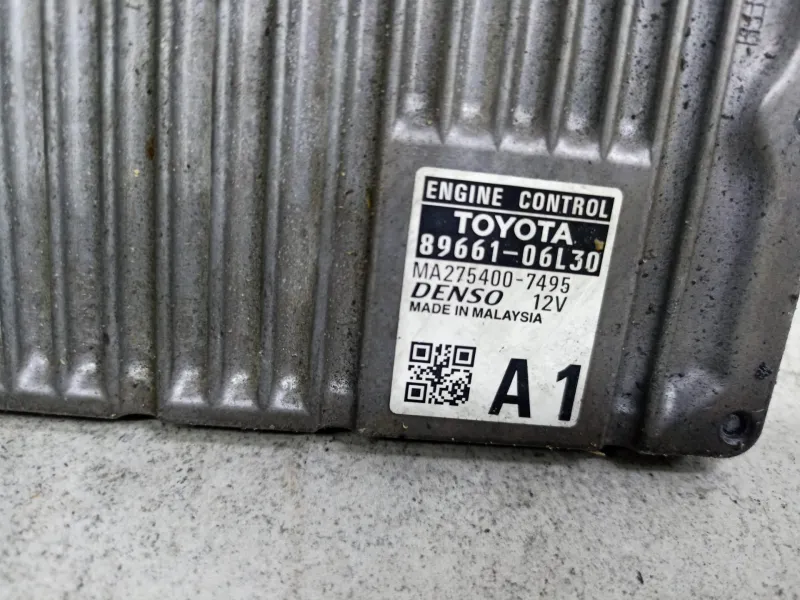 ENGINE CONTROL
TOYOTA
89661-06L30
MA275400-7495
DENSO 12V
MADE IN MALAYSIA
A1